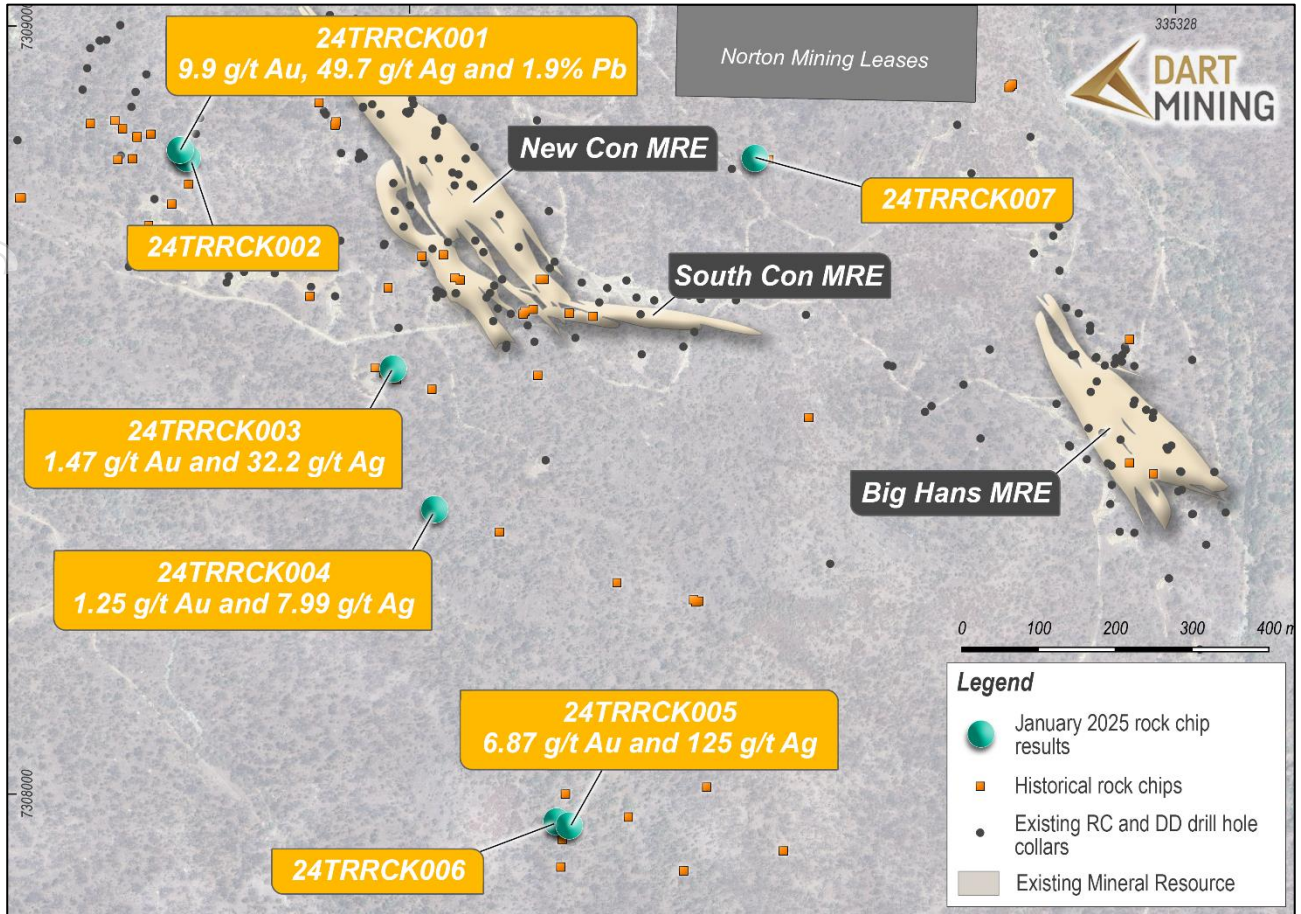 7309000
24TRRCK001
9.9 g/t Au, 49.7 g/t Ag and 1.9% Pb
Norton Mining Leases
335328
DART
MINING
New Con MRE
24TRRCK007
24TRRCK002
South Con MRE
24TRRCK003
1.47 g/t Au and 32.2 g/t Ag
Big Hans MRE
24TRRCK004
1.25 g/t Au and 7.99 g/t Ag
0 100 200 300 400 m
24TRRCK005
6.87 g/t Au and 125 g/t Ag
7308000
24TRRCK006
Legend
January 2025 rock chip
results
Historical rock chips
Existing RC and DD drill hole
collars
Existing Mineral Resource